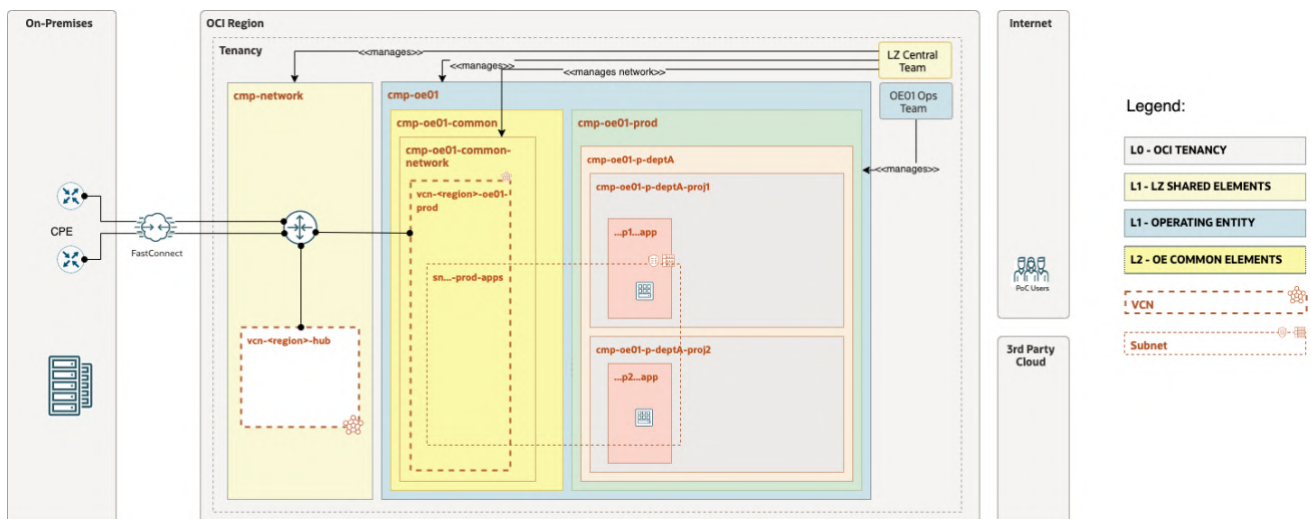 On-Premises
OCI Region
Internet
Tenancy
<<manages>>
<<manages>>
<<manages network>>
LZ Central
Team
OE01 Ops
Team
<<manages>>
cmp-network
cmp-oe01
cmp-oe01-common
cmp-oe01-prod
cmp-oe01-common-
network
cmp-oe01-p-deptA
vcn-<region>-oe01-
prod
cmp-oe01-p-deptA-proj1
...p1...app
sn...-prod-apps
CPE
FastConnect
vcn-<region>-hub
cmp-oe01-p-deptA-proj2
...p2...app
PoC Users
3rd Party
Cloud
Legend:
L0 - OCI TENANCY
L1 - LZ SHARED ELEMENTS
L1 - OPERATING ENTITY
L2 - OE COMMON ELEMENTS
VCN
Subnet